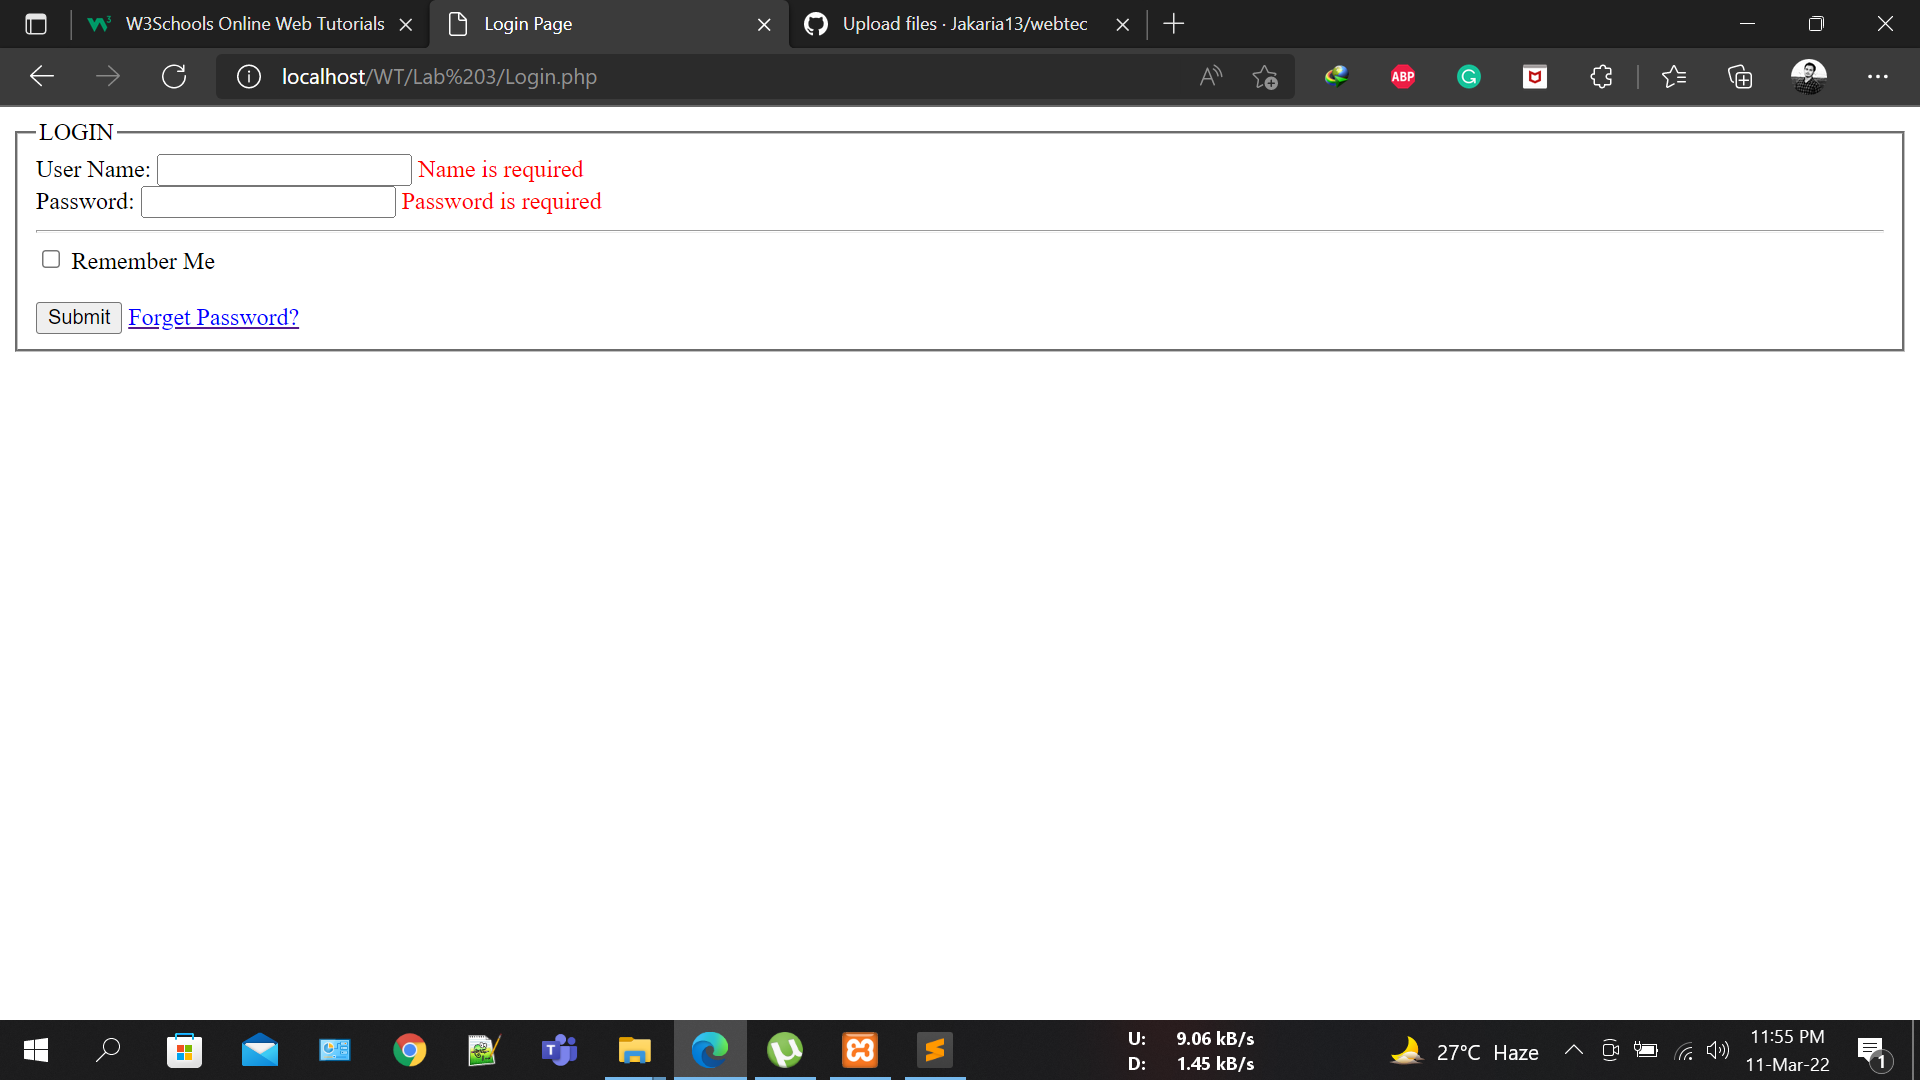 W3Schools Online Web Tutorials
Login Page
Upload files · Jakaria13/webtec
localhost/WT/Lab%203/Login.php
ABP
LOGIN
User Name: Name is required
Password: Password is required
Remember Me
Submit Forget Password?
U: 9.06 kB/s
D: 1.45 kB/s
27°C Haze
11:55 PM
11-Mar-22
1